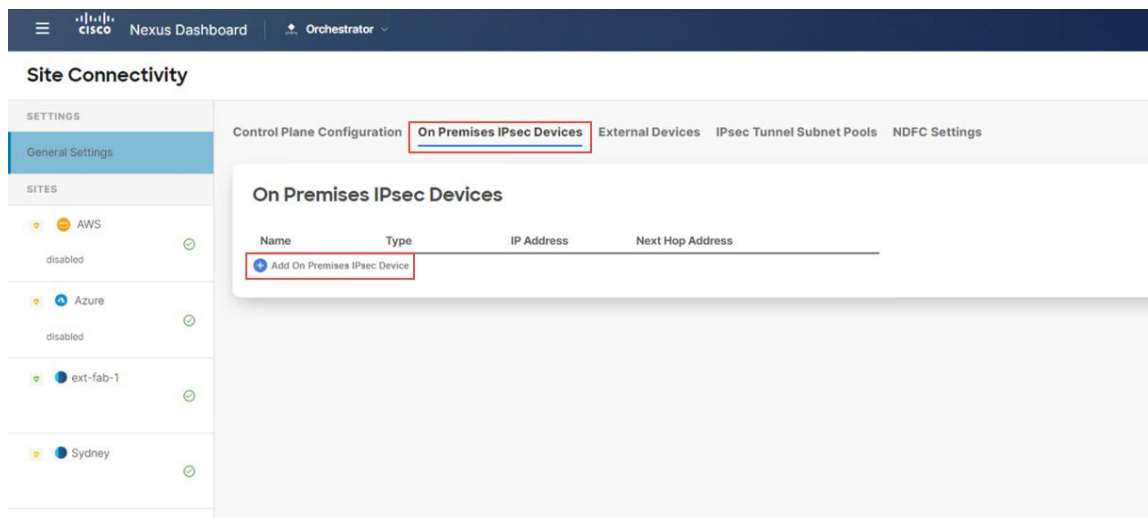 CISCO Nexus Dashboard Orchestrator
Site Connectivity
SETTINGS
General Settings
SITES
AWS
disabled
Azure
disabled
ext-fab-1
Sydney
Control Plane Configuration On Premises IPsec Devices External Devices IPsec Tunnel Subnet Pools NDFC Settings
On Premises IPsec Devices
Name Type IP Address Next Hop Address
Add On Premises IPsec Device